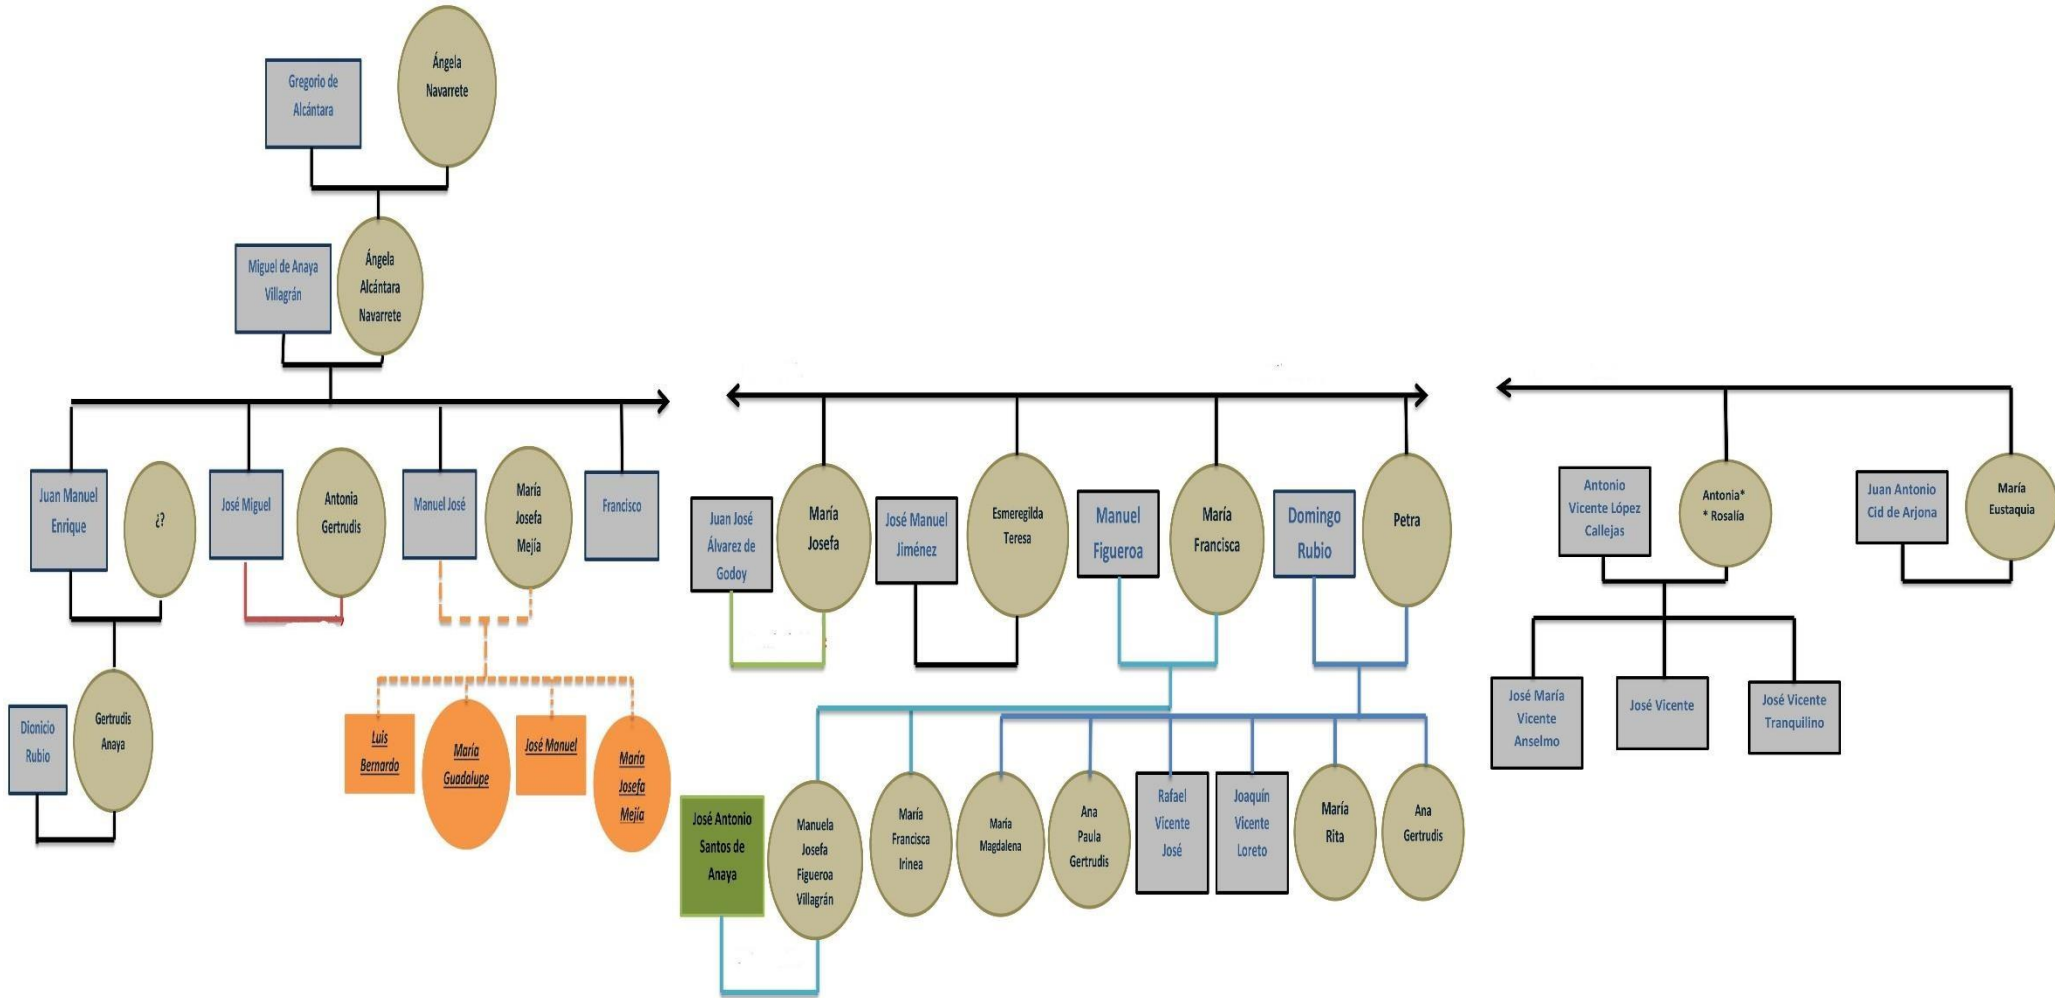 Gregorio de
Alcántara
Ángela
Navarrete
Miguel de Anaya
Villagrán
Ángela
Alcántara
Navarrete
Juan Manuel
Enrique
¿?
José Miguel
Antonia
Gertrudis
Manuel José
María
Josefa
Mejía
Francisco
Juan José
Álvarez de
Godoy
María
Josefa
José Manuel
Jiménez
Esmeregilda
Teresa
Manuel
Figueroa
María
Francisca
Domingo
Rubio
Petra
Antonio
Vicente López
Callejas
Antonia*
* Rosalía
Juan Antonio
Cid de Arjona
María
Eustaquia
Dionicio
Rubio
Gertrudis
Anaya
Luis
Bernardo
María
Guadalupe
José Manuel
María
Josefa
Mejía
José Antonio
Santos de
Anaya
Manuela
Josefa
Figueroa
Villagrán
María
Francisca
Irinea
María
Magdalena
Ana
Paula
Gertrudis
Rafael
Vicente
José
Joaquín
Vicente
Loreto
María
Rita
Ana
Gertrudis
José María
Vicente
Anselmo
José Vicente
José Vicente
Tranquilino